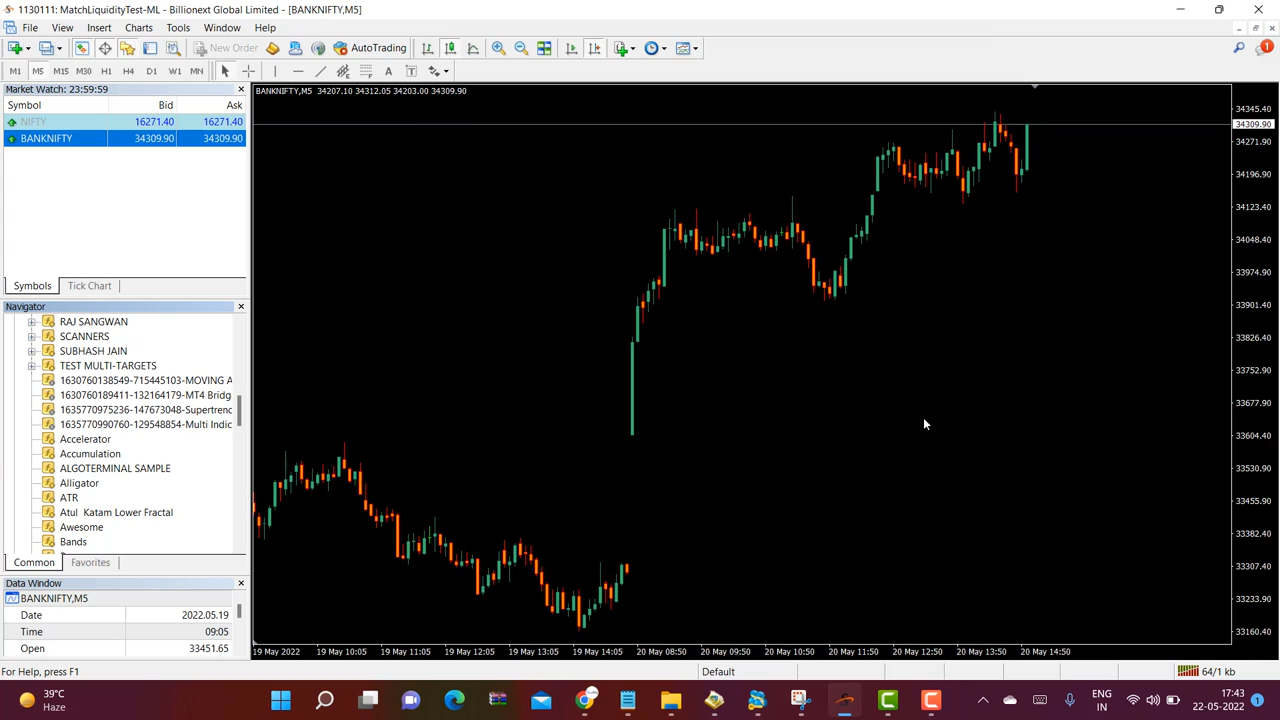 1130111: MatchLiquidityTest-ML - Billionext Global Limited - [BANKNIFTY,M5]
File View Insert Charts Tools Window Help
New Order AutoTrading
1
M1 M5 M15 M30 H1 H4 D1 W1 MN A T
Market Watch: 23:59:59
Symbol Bid Ask
NIFTY 16271.40 16271.40
BANKNIFTY 34309.90 34309.90
Symbols Tick Chart
Navigator
RAJ SANGWAN
SCANNERS
SUBHASH JAIN
TEST MULTI-TARGETS
1630760138549-715445103-MOVING A
1630760189411-132164179-MT4 Bridg
1635770975236-147673048-Supertrenc
1635770990760-129548854-Multi Indic
Accelerator
Accumulation
ALGOTERMINAL SAMPLE
Alligator
ATR
Atul Katam Lower Fractal
Awesome
Bands
Common Favorites
Data Window
BANKNIFTY,M5
Date 2022.05.19
Time 09:05
Open 33451.65
BANKNIFTY,M5 34207.10 34312.05 34203.00 34309.90
34345.40
34309.90
34271.90
34196.90
34123.40
34048.40
33974.90
33901.40
33826.40
33752.90
33677.90
33604.40
33530.90
33455.90
33382.40
33307.40
33233.90
33160.40
19 May 2022 19 May 10:05 19 May 11:05 19 May 12:05 19 May 13:05 19 May 14:05 20 May 08:50 20 May 09:50 20 May 10:50 20 May 11:50 20 May 12:50 20 May 13:50 20 May 14:50
For Help, press F1 Default 64/1 kb
39°C
Haze
ENG
IN
17:43
22-05-2022
1